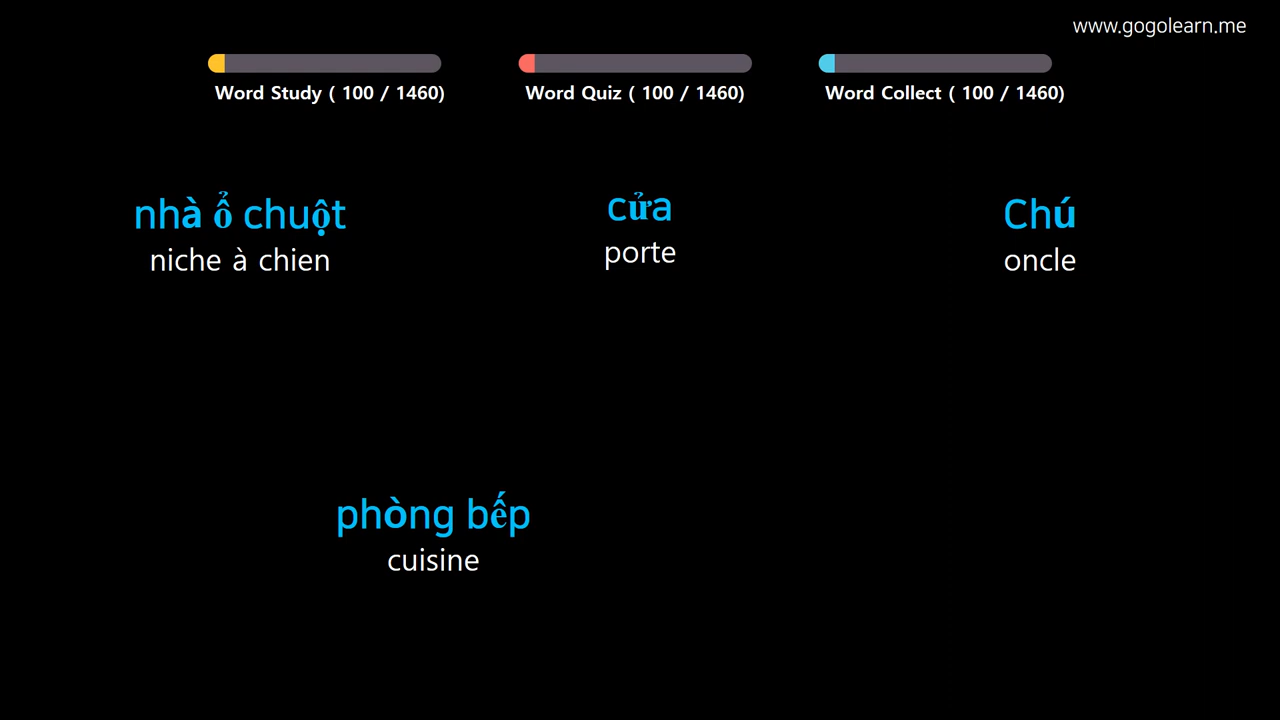 www.gogolearn.me
Word Study ( 100 / 1460)
Word Quiz ( 100 / 1460)
Word Collect ( 100 / 1460)
nhà ổ chuột
niche à chien
cửa
porte
Chú
oncle
phòng bếp
cuisine